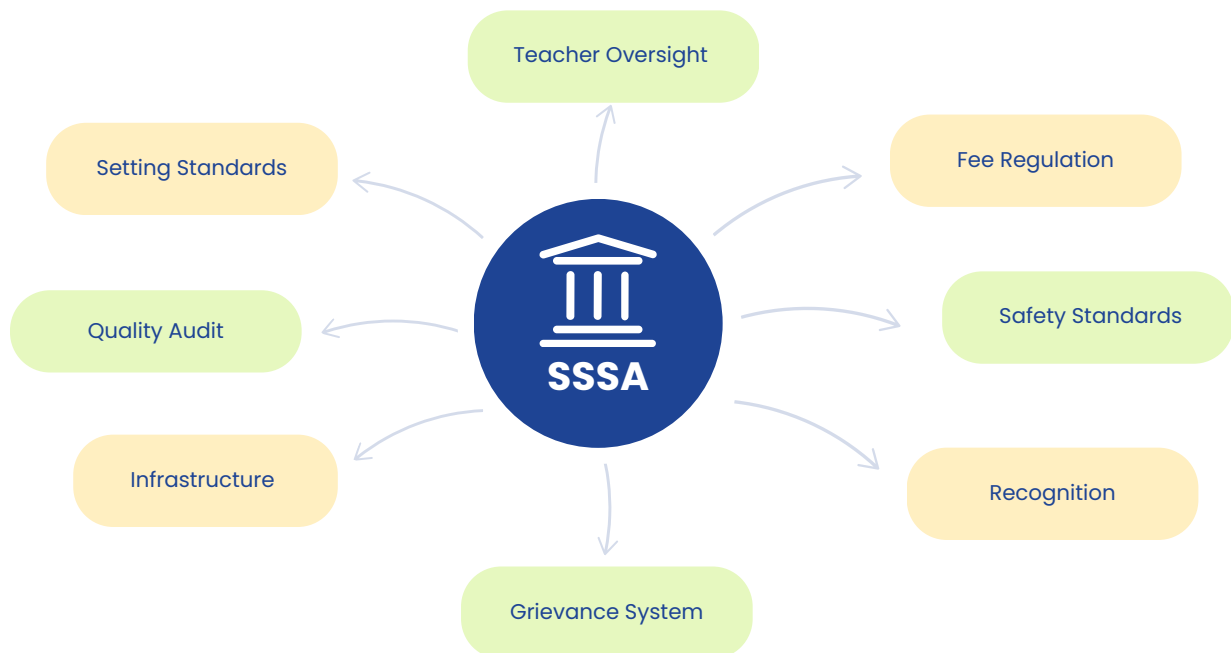 Teacher Oversight
Setting Standards
Fee Regulation
Quality Audit
Safety Standards
SSSA
Infrastructure
Recognition
Grievance System